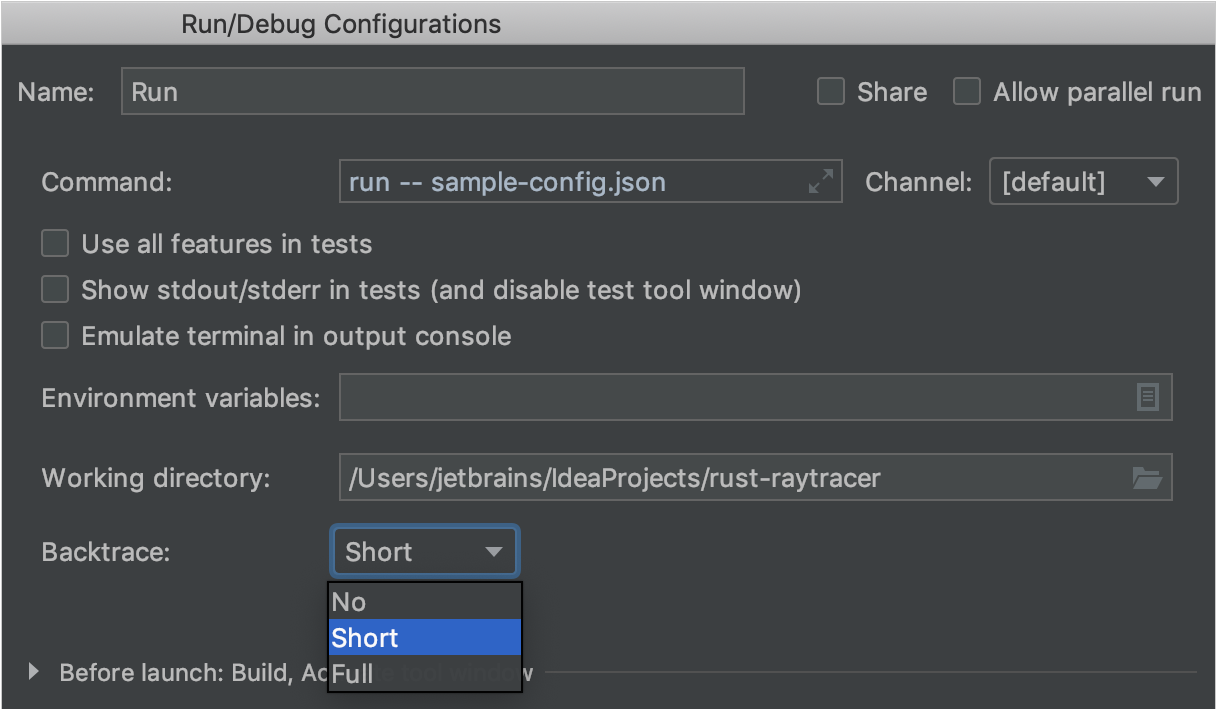 Run/Debug Configurations
Name: Run Share Allow parallel run
Command: run -- sample-config.json Channel: [default]
Use all features in tests
Show stdout/stderr in tests (and disable test tool window)
Emulate terminal in output console
Environment variables:
Working directory: /Users/jetbrains/IdeaProjects/rust-raytracer
Backtrace: Short
No
Short
Full
Before launch: Build, tool window